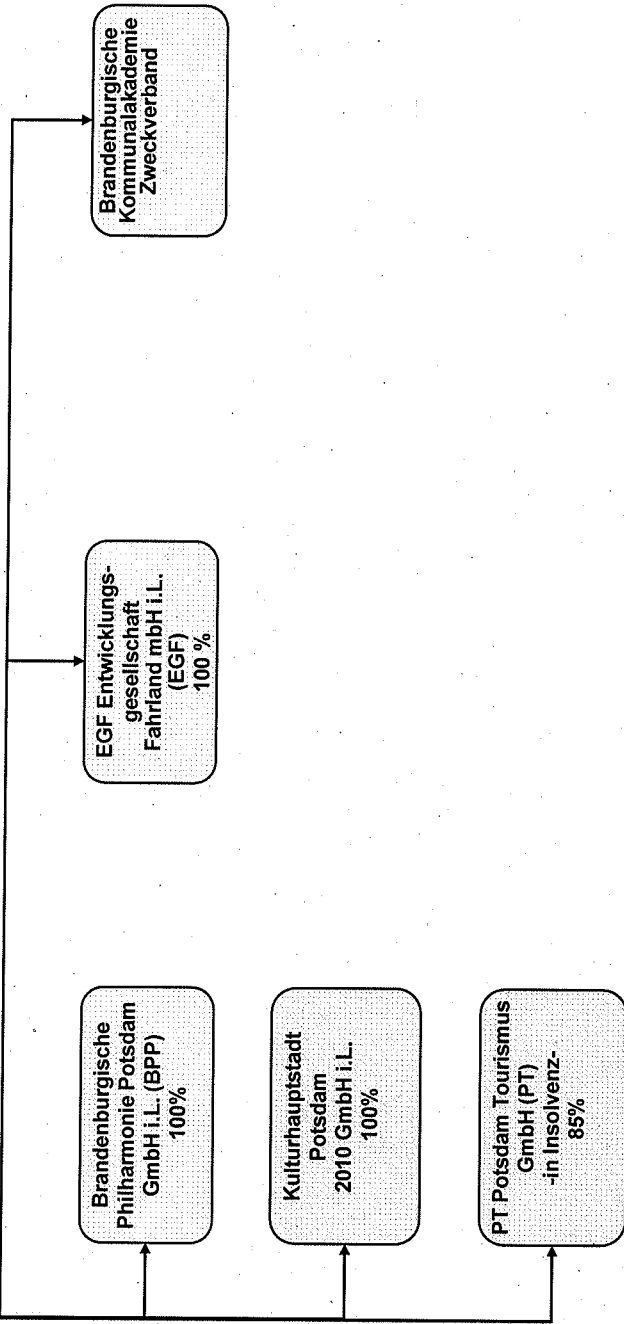 Brandenburgische
Philharmonie Potsdam
GmbH i.L. (BPP)
100%
Kulturhauptstadt
Potsdam
2010 GmbH i.L.
100%
PT Potsdam Tourismus
GmbH (PT)
-in Insolvenz-
85%
EGF Entwicklungs-
gesellschaft
Fahrland mbH i.L.
(EGF)
100 %
Brandenburgische
Kommunalakademie
Zweckverband